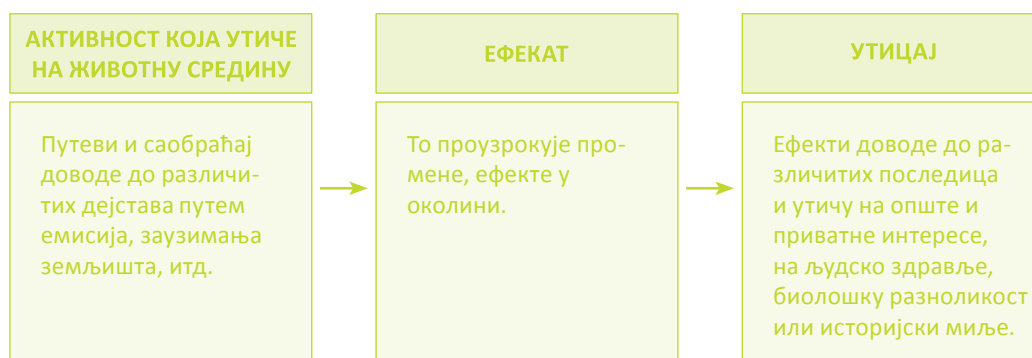 АКТИВНОСТ КОЈА УТИЧЕ
НА ЖИВОТНУ СРЕДИНУ
Путеви и саобраћај
доводе до различи-
тих дејстава путем
емисија, заузимања
земљишта, итд.
ЕФЕКАТ
То проузрокује про-
мене, ефекте у
околини.
УТИЦАЈ
Ефекти доводе до ра-
зличитих последица
и утичу на опште и
приватне интересе,
на људско здравље,
биолошку разноликост
или историјски миље.